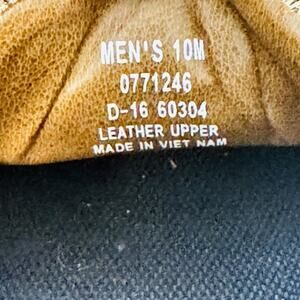 MEN'S 10M
0771246
D-16 60304
LEATHER UPPER
MADE IN VIET NAM